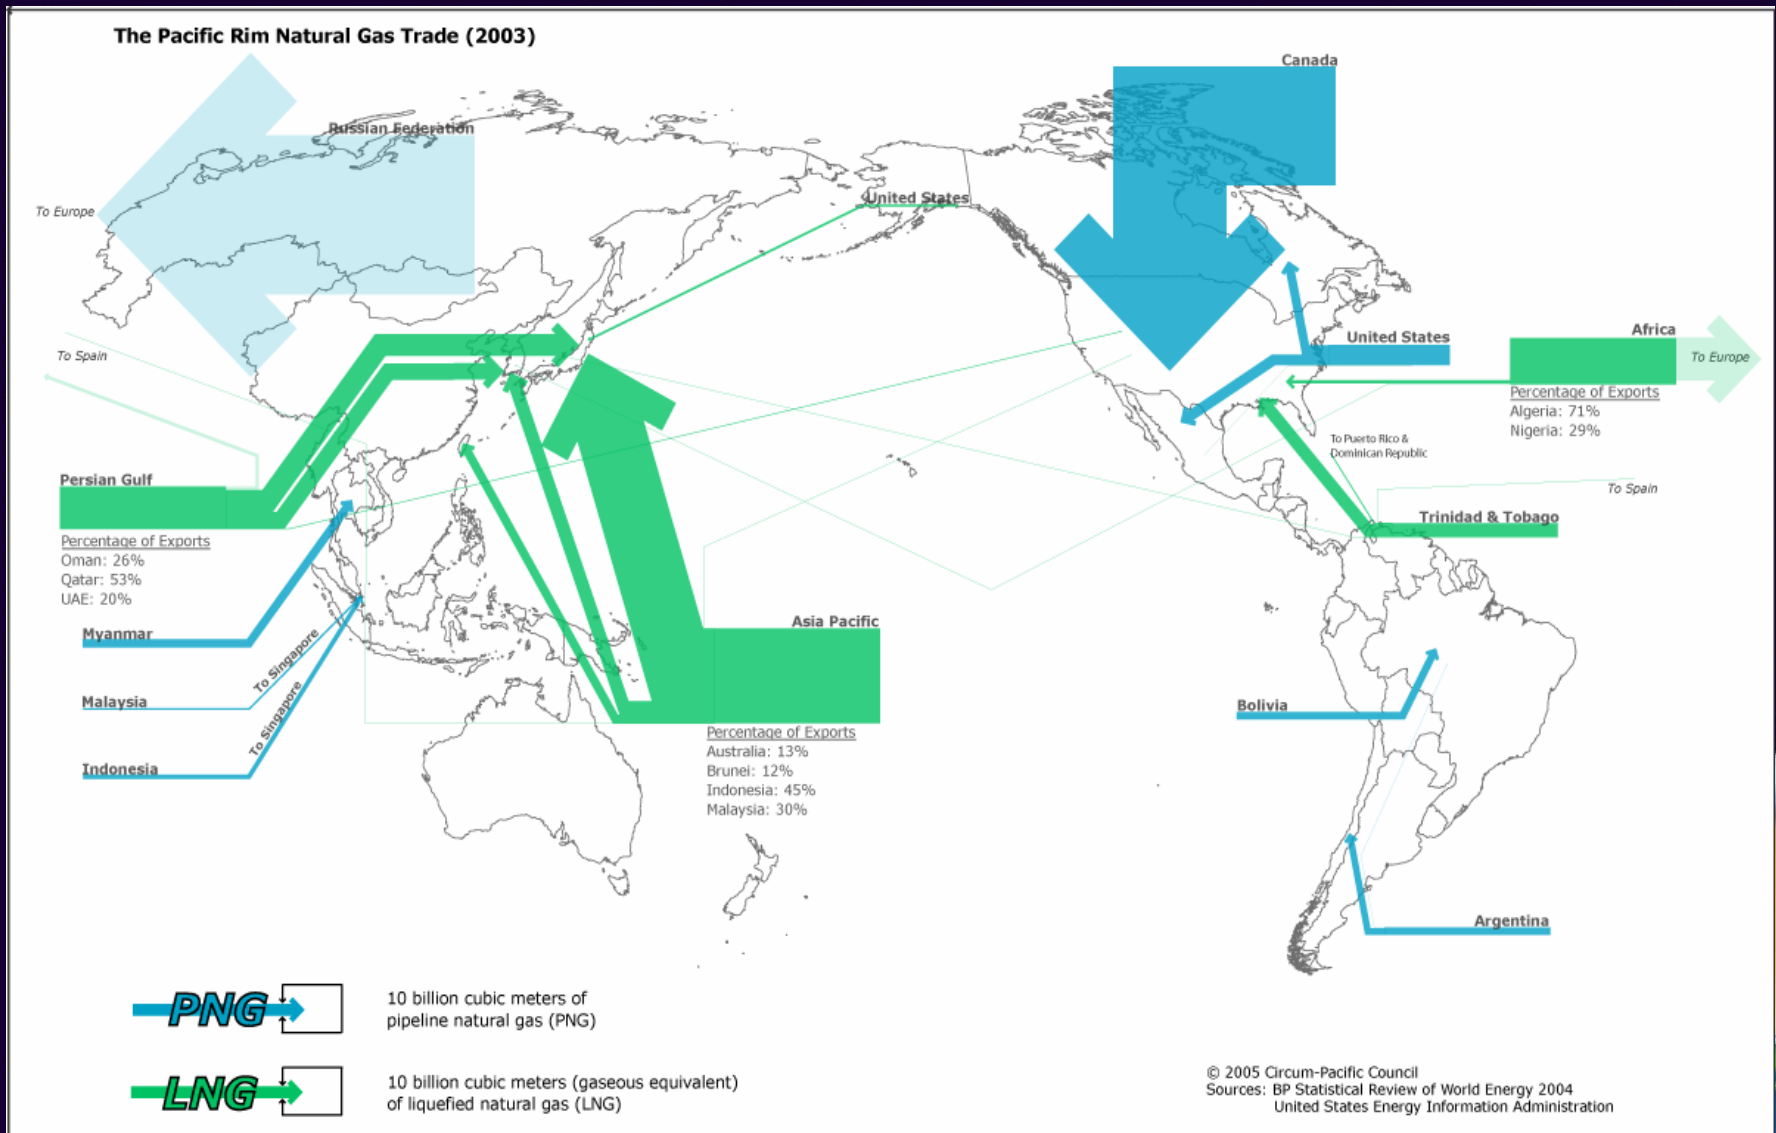 The Pacific Rim Natural Gas Trade (2003)
Canada
Russian Federation
United States
To Europe
United States
Africa
To Europe
To Spain
Percentage of Exports
Algeria: 71%
Nigeria: 29%
To Puerto Rico &
Dominican Republic
Persian Gulf
To Spain
Trinidad & Tobago
Percentage of Exports
Oman: 26%
Qatar: 53%
UAE: 20%
Asia Pacific
Myanmar
To Singapore
Malaysia
Bolivia
To Singapore
Percentage of Exports
Australia: 13%
Brunei: 12%
Indonesia: 45%
Malaysia: 30%
Indonesia
Argentina
PNG
10 billion cubic meters of
pipeline natural gas (PNG)
LNG
10 billion cubic meters (gaseous equivalent)
of liquefied natural gas (LNG)
© 2005 Circum-Pacific Council
Sources: BP Statistical Review of World Energy 2004
United States Energy Information Administration